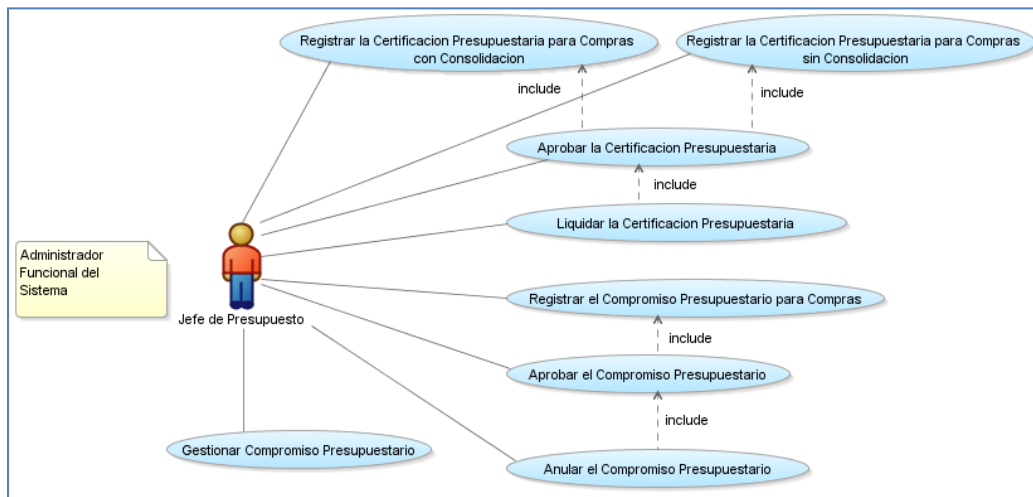 Registrar la Certificacion Presupuestaria para Compras
con Consolidacion
Registrar la Certificacion Presupuestaria para Compras
sin Consolidacion
include
include
Aprobar la Certificacion Presupuestaria
include
Liquidar la Certificacion Presupuestaria
Administrador
Funcional del
Sistema
Jefe de Presupuesto
Registrar el Compromiso Presupuestario para Compras
include
Aprobar el Compromiso Presupuestario
include
Gestionar Compromiso Presupuestario
Anular el Compromiso Presupuestario